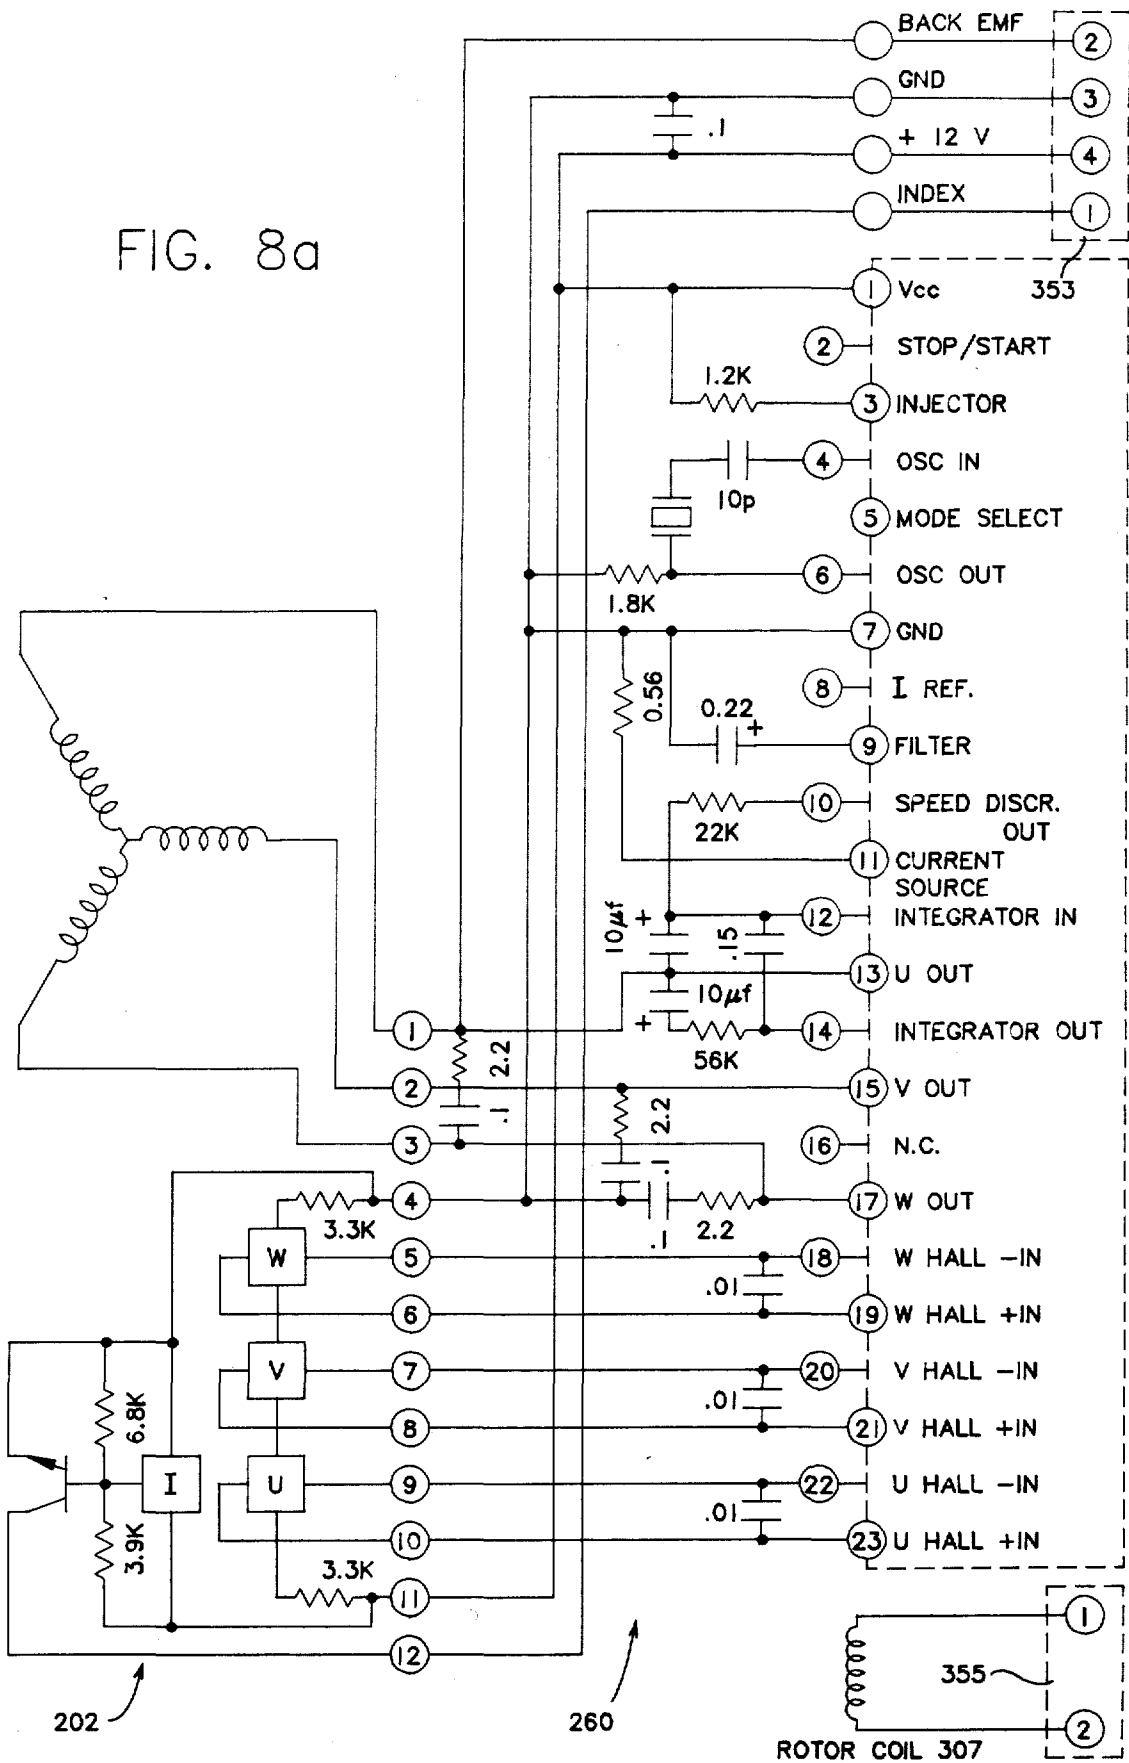 BACK EMF 2
GND 3
.1
+ 12 V 4
INDEX 1
FIG. 8a
353
1 Vcc
2 STOP/START
1.2K
3 INJECTOR
4 OSC IN
10p
5 MODE SELECT
6 OSC OUT
1.8K
7 GND
0.56
8 I REF.
0.22
+
9 FILTER
10 SPEED DISCR.
OUT
22K
11 CURRENT
SOURCE
12 INTEGRATOR IN
10µf +
.15
13 U OUT
10µf
+
14 INTEGRATOR OUT
56K
1
2.2
2
15 V OUT
.1
2.2
3
16 N.C.
.1
4
17 W OUT
3.3K
.1
2.2
W
5
18 W HALL -IN
.01
6
19 W HALL +IN
V
7
20 V HALL -IN
6.8K
.01
8
21 V HALL +IN
I
U
9
22 U HALL -IN
.01
3.9K
10
23 U HALL +IN
3.3K
11
12
1
355
202
260
2
ROTOR COIL 307